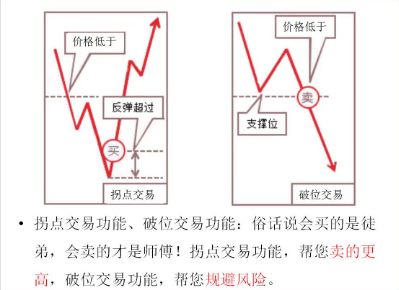 价格低于
反弹超过
买
拐点交易
价格低于
卖
支撑位
破位交易
• 拐点交易功能、破位交易功能：俗话说会买的是徒
弟，会卖的才是师傅！拐点交易功能，帮您卖的更
高，破位交易功能，帮您规避风险。